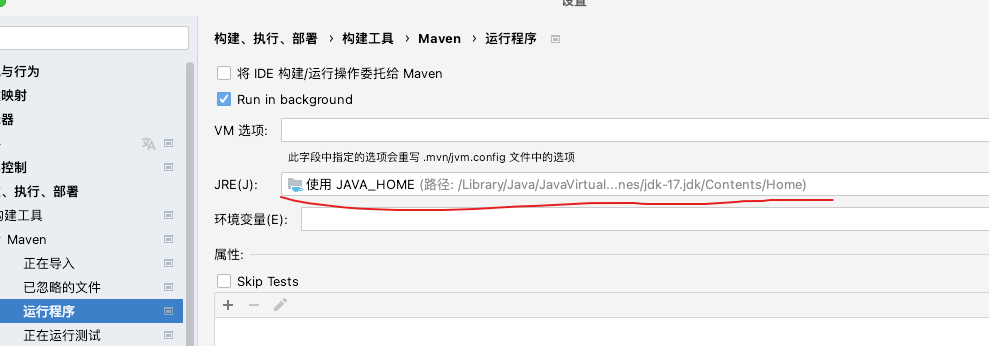 设置
构建、执行、部署 › 构建工具 › Maven › 运行程序
与行为
映射
器
控制
、执行、部署
构建工具
Maven
正在导入
已忽略的文件
运行程序
正在运行测试
将 IDE 构建/运行操作委托给 Maven
Run in background
VM 选项:
此字段中指定的选项会重写 .mvn/jvm.config 文件中的选项
JRE(J): 使用 JAVA_HOME (路径: /Library/Java/JavaVirtual...nes/jdk-17.jdk/Contents/Home)
环境变量(E):
属性:
Skip Tests